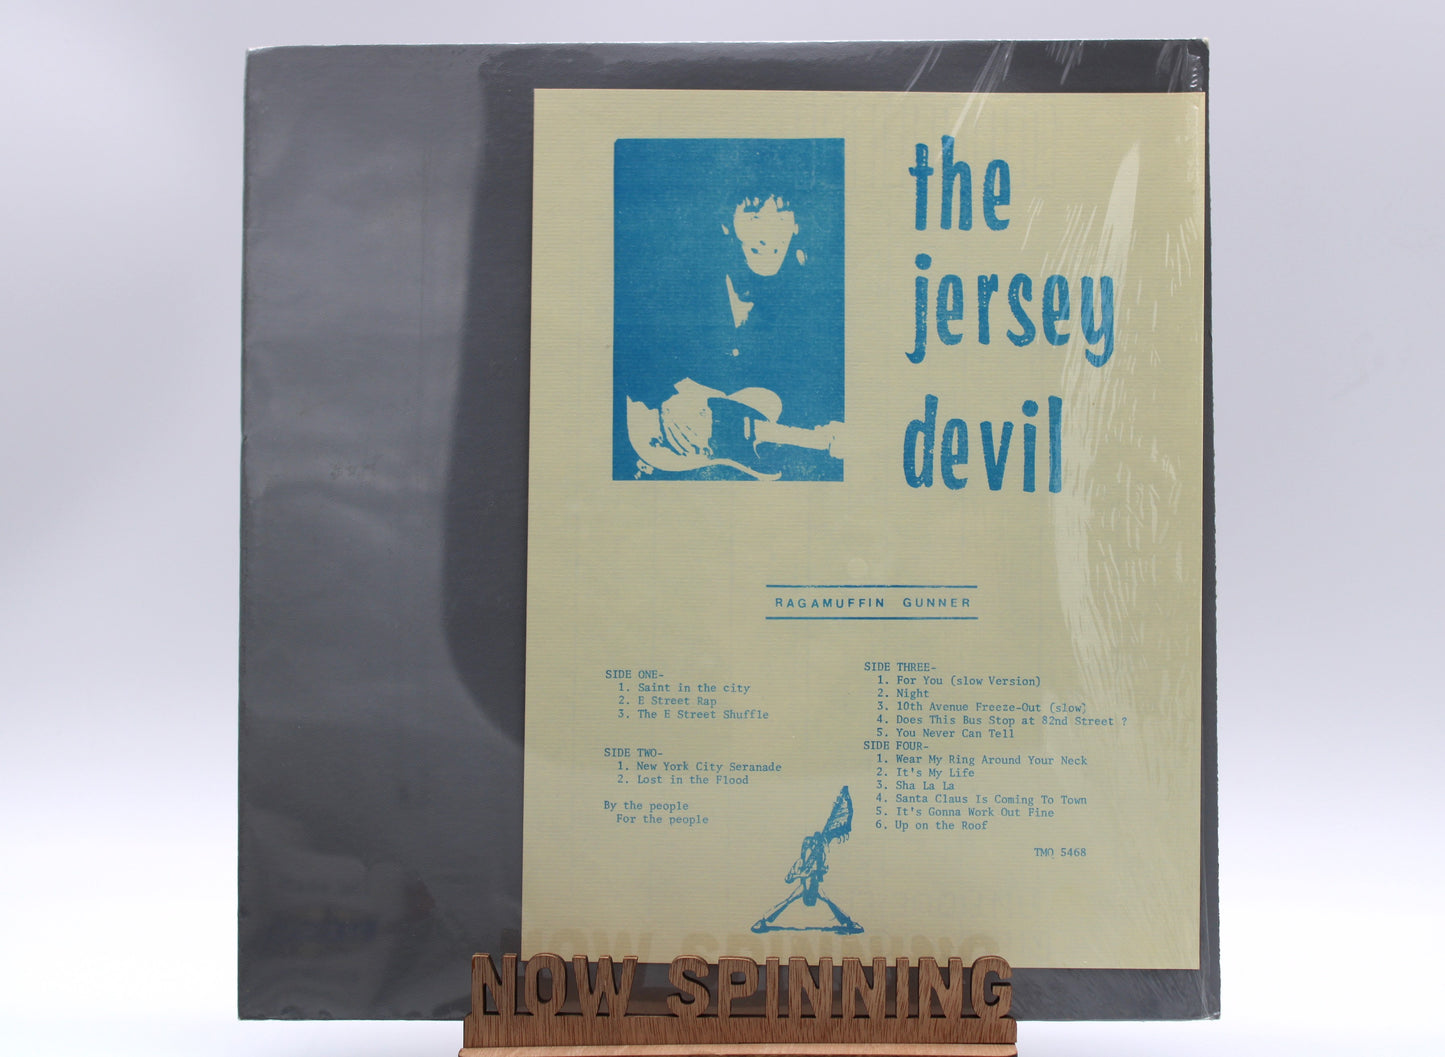 the
jersey
devil
RAGAMUFFIN GUNNER
SIDE ONE-
1. Saint in the city
2. E Street Rap
3. The E Street Shuffle
SIDE TWO-
1. New York City Seranade
2. Lost in the Flood
By the people
For the people
SIDE THREE-
1. For You (slow Version)
2. Night
3. 10th Avenue Freeze-Out (slow)
4. Does This Bus Stop at 82nd Street ?
5. You Never Can Tell
SIDE FOUR-
1. Wear My Ring Around Your Neck
2. It's My Life
3. Sha La La
4. Santa Claus Is Coming To Town
5. It's Gonna Work Out Fine
6. Up on the Roof
TMQ 5468
NOW SPINNING